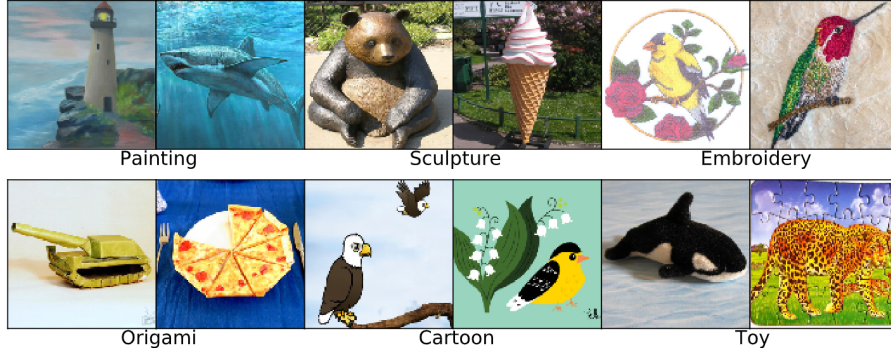 Painting
Sculpture
Embroidery
Origami
Cartoon
Toy